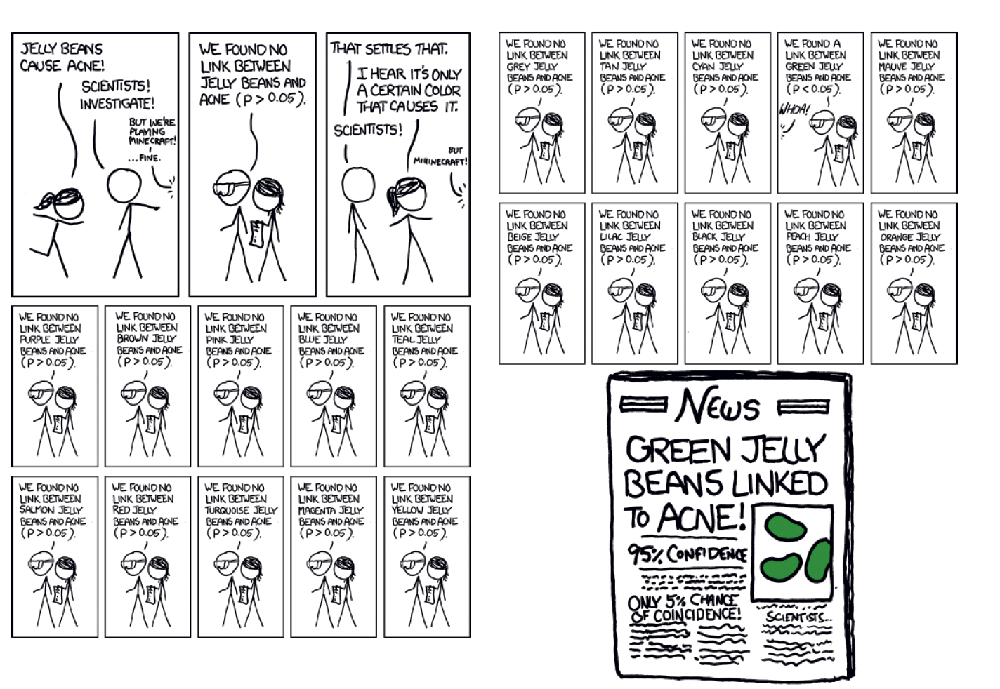 JELLY BEANS
CAUSE ACNE!
SCIENTISTS!
INVESTIGATE!
BUT WE'RE
PLAYING
MINECRAFT!
...FINE.
WE FOUND NO
LINK BETWEEN
JELLY BEANS AND
ACNE (P > 0.05).
THAT SETTLES THAT.
I HEAR IT'S ONLY
A CERTAIN COLOR
THAT CAUSES IT.
SCIENTISTS!
BUT
MIIIINECRAFT!
WE FOUND NO
LINK BETWEEN
PURPLE JELLY
BEANS AND ACNE
(P > 0.05).
WE FOUND NO
LINK BETWEEN
BROWN JELLY
BEANS AND ACNE
(P > 0.05).
WE FOUND NO
LINK BETWEEN
PINK JELLY
BEANS AND ACNE
(P > 0.05).
WE FOUND NO
LINK BETWEEN
BLUE JELLY
BEANS AND ACNE
(P > 0.05).
WE FOUND NO
LINK BETWEEN
TEAL JELLY
BEANS AND ACNE
(P > 0.05).
WE FOUND NO
LINK BETWEEN
SALMON JELLY
BEANS AND ACNE
(P > 0.05).
WE FOUND NO
LINK BETWEEN
RED JELLY
BEANS AND ACNE
(P > 0.05).
WE FOUND NO
LINK BETWEEN
TURQUOISE JELLY
BEANS AND ACNE
(P > 0.05).
WE FOUND NO
LINK BETWEEN
MAGENTA JELLY
BEANS AND ACNE
(P > 0.05).
WE FOUND NO
LINK BETWEEN
YELLOW JELLY
BEANS AND ACNE
(P > 0.05).
WE FOUND NO
LINK BETWEEN
GREY JELLY
BEANS AND ACNE
(P > 0.05).
WE FOUND NO
LINK BETWEEN
TAN JELLY
BEANS AND ACNE
(P > 0.05).
WE FOUND NO
LINK BETWEEN
CYAN JELLY
BEANS AND ACNE
(P > 0.05).
WE FOUND A
LINK BETWEEN
GREEN JELLY
BEANS AND ACNE
(P < 0.05).
WHOA!
WE FOUND NO
LINK BETWEEN
MAUVE JELLY
BEANS AND ACNE
(P > 0.05).
WE FOUND NO
LINK BETWEEN
BEIGE JELLY
BEANS AND ACNE
(P > 0.05).
WE FOUND NO
LINK BETWEEN
LILAC JELLY
BEANS AND ACNE
(P > 0.05).
WE FOUND NO
LINK BETWEEN
BLACK JELLY
BEANS AND ACNE
(P > 0.05).
WE FOUND NO
LINK BETWEEN
PEACH JELLY
BEANS AND ACNE
(P > 0.05).
WE FOUND NO
LINK BETWEEN
ORANGE JELLY
BEANS AND ACNE
(P > 0.05).
NEWS
GREEN JELLY
BEANS LINKED
TO ACNE!
95% CONFIDENCE
ONLY 5% CHANCE
OF COINCIDENCE!
SCIENTISTS...